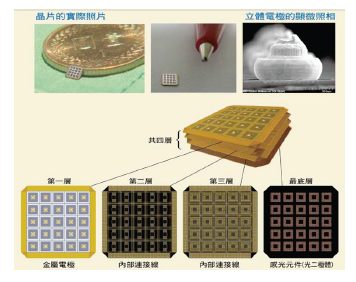 晶片的實際照片
立體電極的顯微照相
共四層
第一層
第二層
第三層
最底層
金屬電極
內部連接線
內部連接線
感光元件(光二極體)